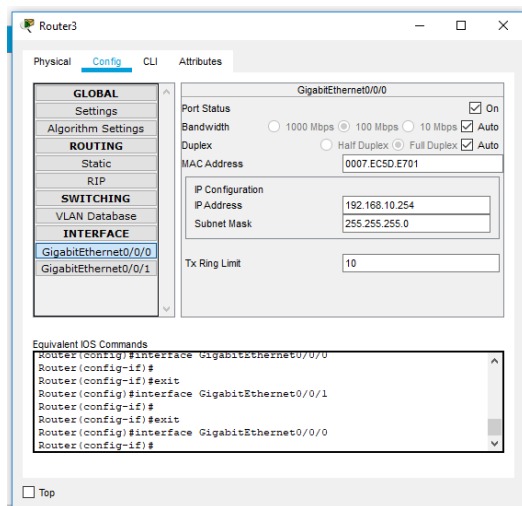 Router3
Physical Config CLI Attributes
GLOBAL
Settings
Algorithm Settings
ROUTING
Static
RIP
SWITCHING
VLAN Database
INTERFACE
GigabitEthernet0/0/0
GigabitEthernet0/0/1
GigabitEthernet0/0/0
Port Status On
Bandwidth 1000 Mbps 100 Mbps 10 Mbps Auto
Duplex Half Duplex Full Duplex Auto
MAC Address 0007.EC5D.E701
IP Configuration
IP Address 192.168.10.254
Subnet Mask 255.255.255.0
Tx Ring Limit 10
Equivalent IOS Commands
Router(config)#interface GigabitEthernet0/0/0
Router(config-if)#
Router(config-if)#exit
Router(config)#interface GigabitEthernet0/0/1
Router(config-if)#
Router(config-if)#exit
Router(config)#interface GigabitEthernet0/0/0
Router(config-if)#
Top